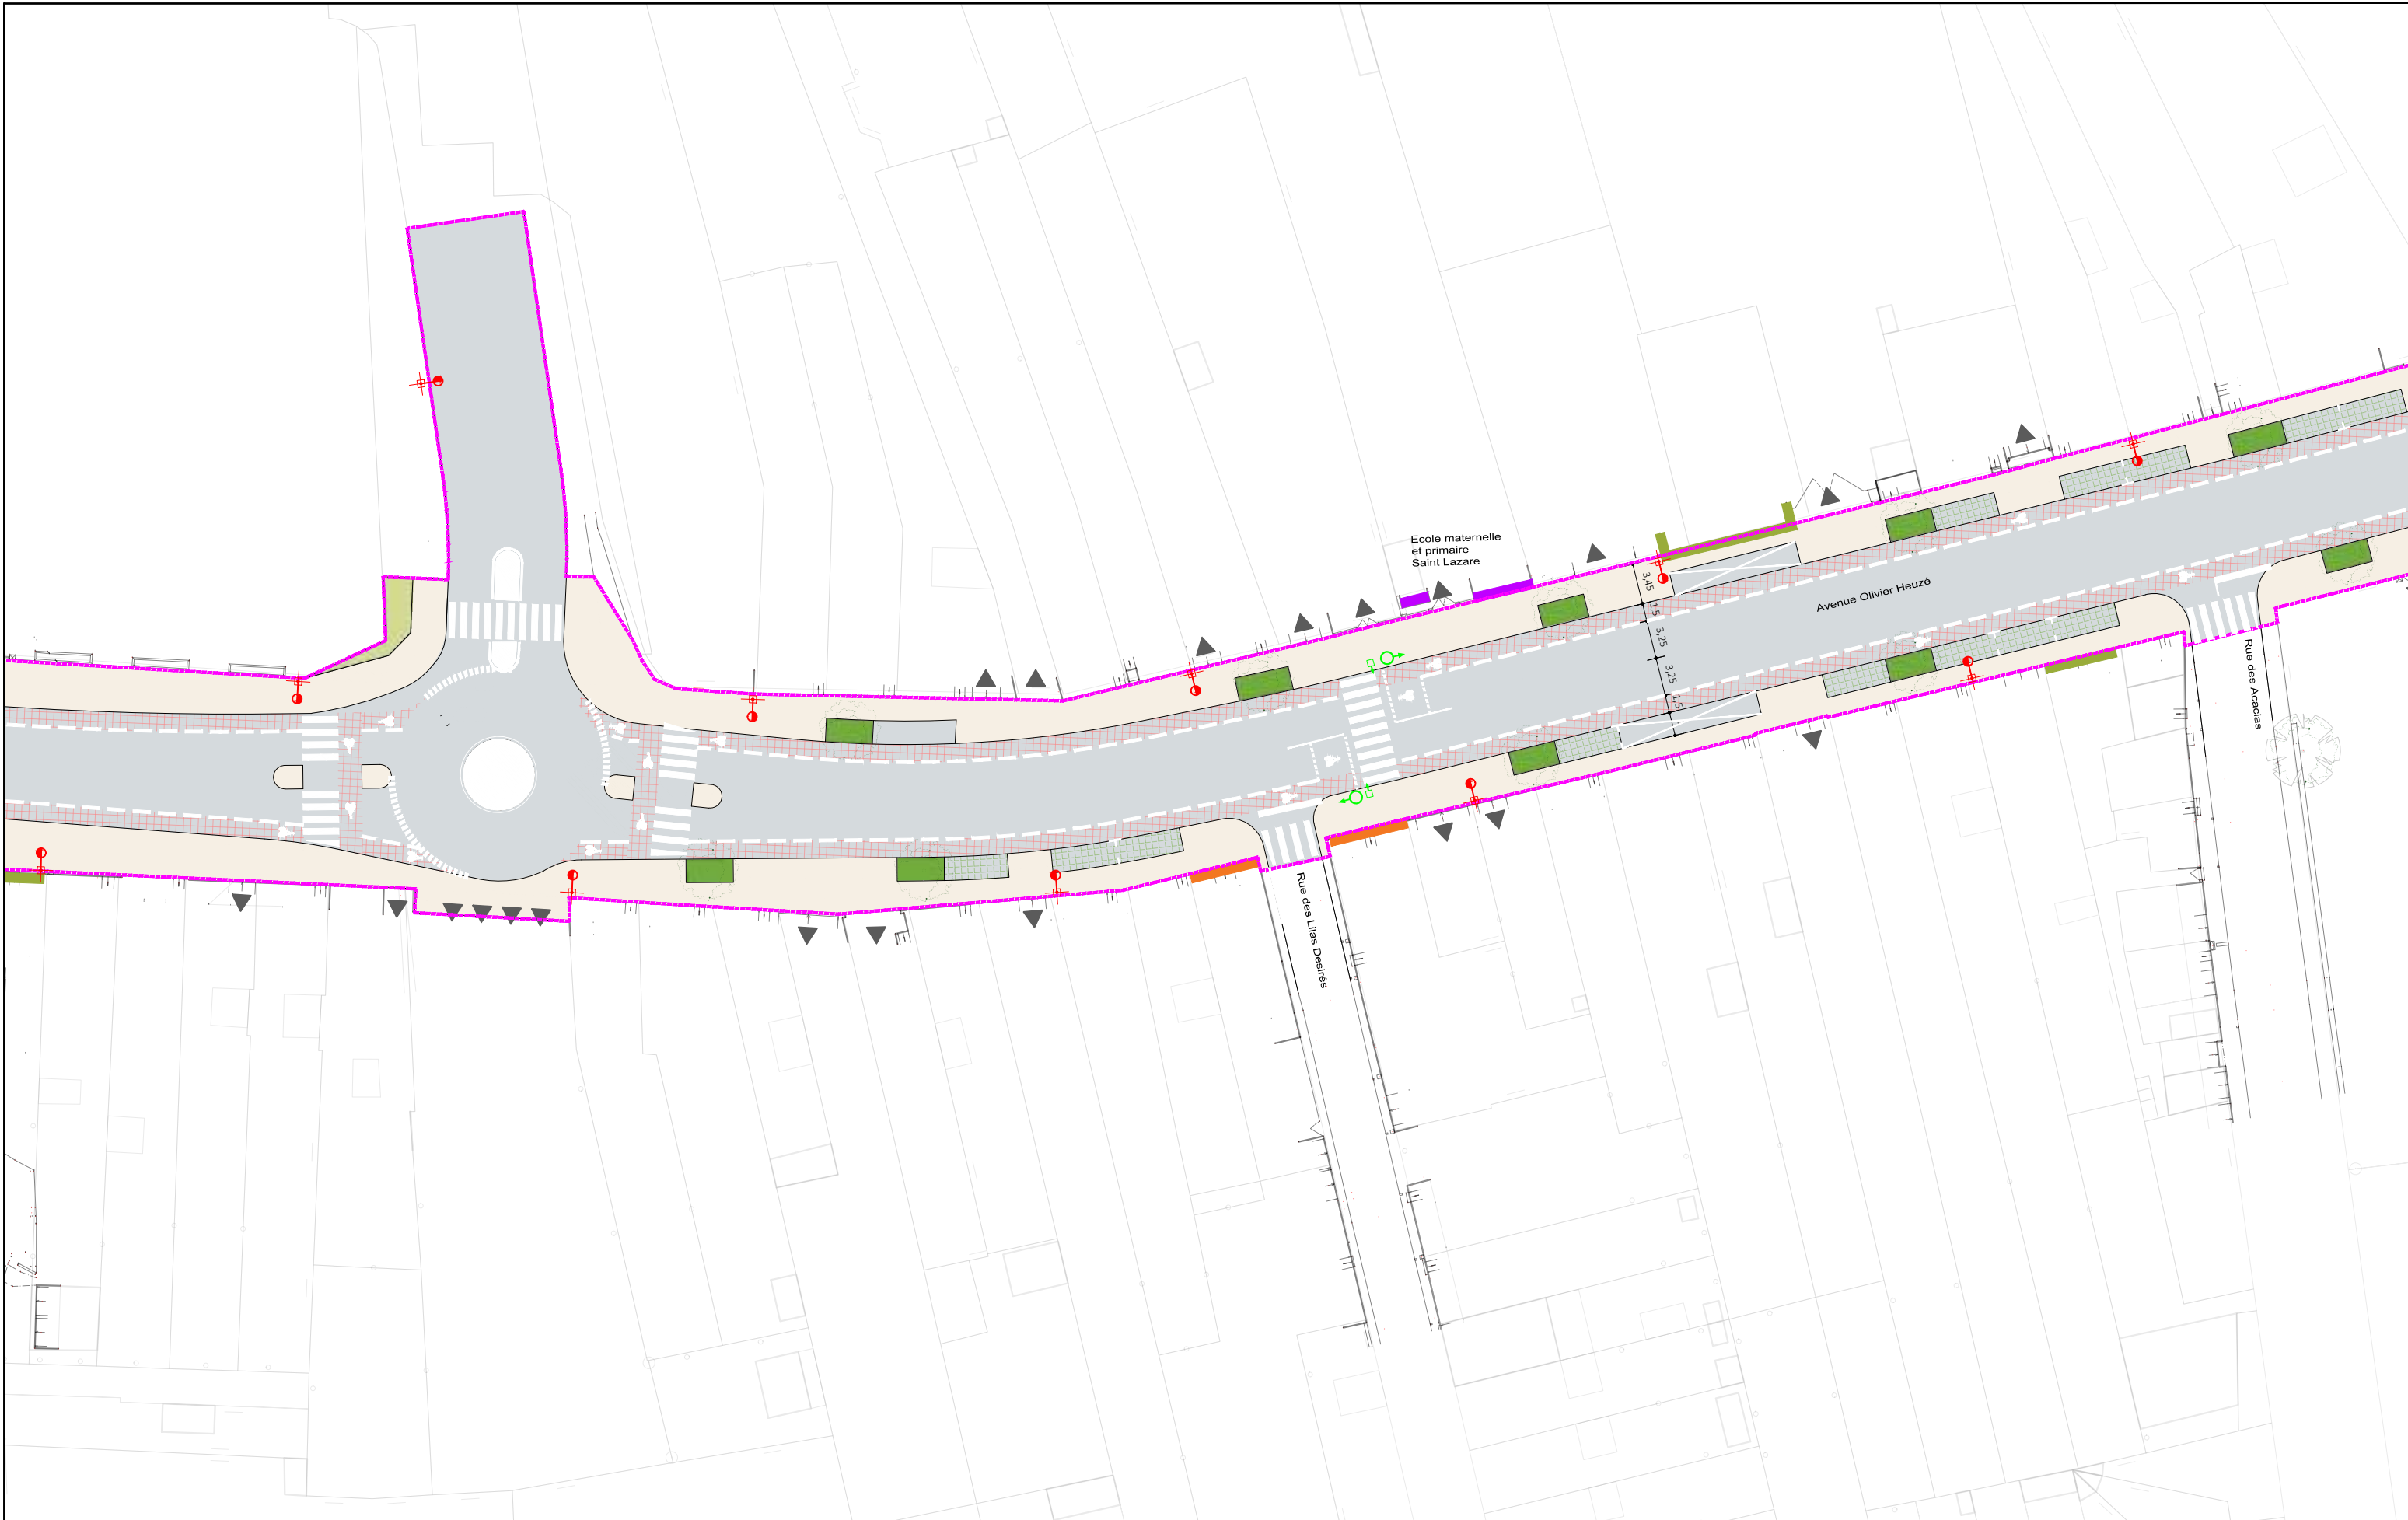 Ecole maternelle
et primaire
Saint Lazare
3,45
1,5
3,25
3,25
1,5
Avenue Olivier Heuzé
Rue des Acacias
Rue des Lilas Desirés